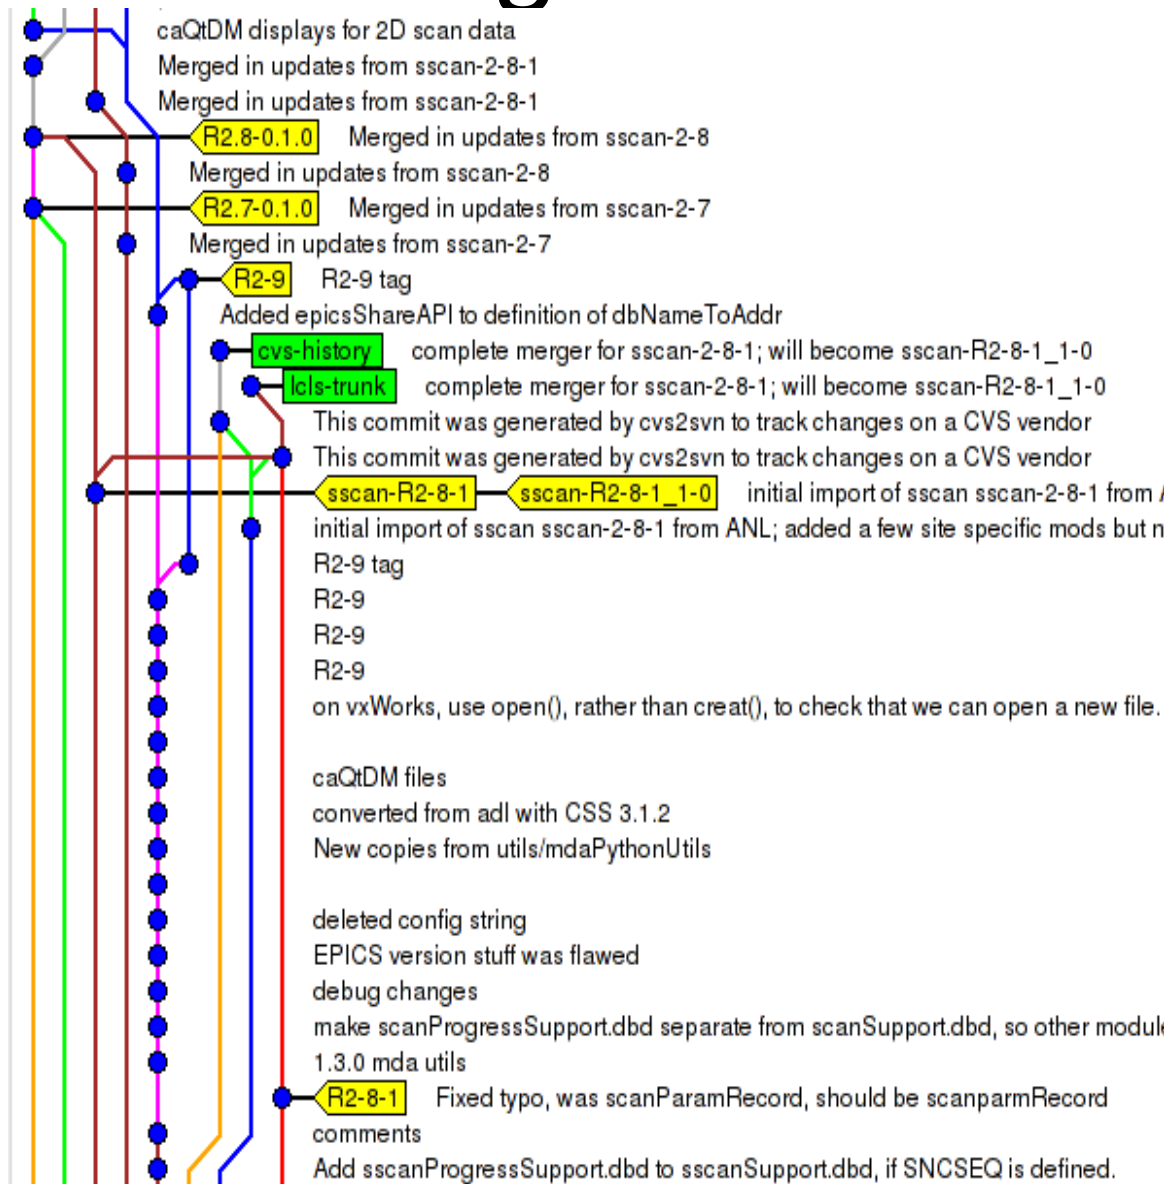 caQtDM displays for 2D scan data
Merged in updates from sscan-2-8-1
Merged in updates from sscan-2-8-1
R2.8-0.1.0 Merged in updates from sscan-2-8
Merged in updates from sscan-2-8
R2.7-0.1.0 Merged in updates from sscan-2-7
Merged in updates from sscan-2-7
R2-9 R2-9 tag
Added epicsShareAPI to definition of dbNameToAddr
cvs-history complete merger for sscan-2-8-1; will become sscan-R2-8-1_1-0
lcls-trunk complete merger for sscan-2-8-1; will become sscan-R2-8-1_1-0
This commit was generated by cvs2svn to track changes on a CVS vendor
This commit was generated by cvs2svn to track changes on a CVS vendor
sscan-R2-8-1 sscan-R2-8-1_1-0 initial import of sscan sscan-2-8-1 from
initial import of sscan sscan-2-8-1 from ANL; added a few site specific mods but
R2-9 tag
R2-9
R2-9
R2-9
on vxWorks, use open(), rather than creat(), to check that we can open a new file.
caQtDM files
converted from adl with CSS 3.1.2
New copies from utils/mdaPythonUtils
deleted config string
EPICS version stuff was flawed
debug changes
make scanProgressSupport.dbd separate from scanSupport.dbd, so other module
1.3.0 mda utils
R2-8-1 Fixed typo, was scanParamRecord, should be scanparmRecord
comments
Add sscanProgressSupport.dbd to sscanSupport.dbd, if SNCSEQ is defined.